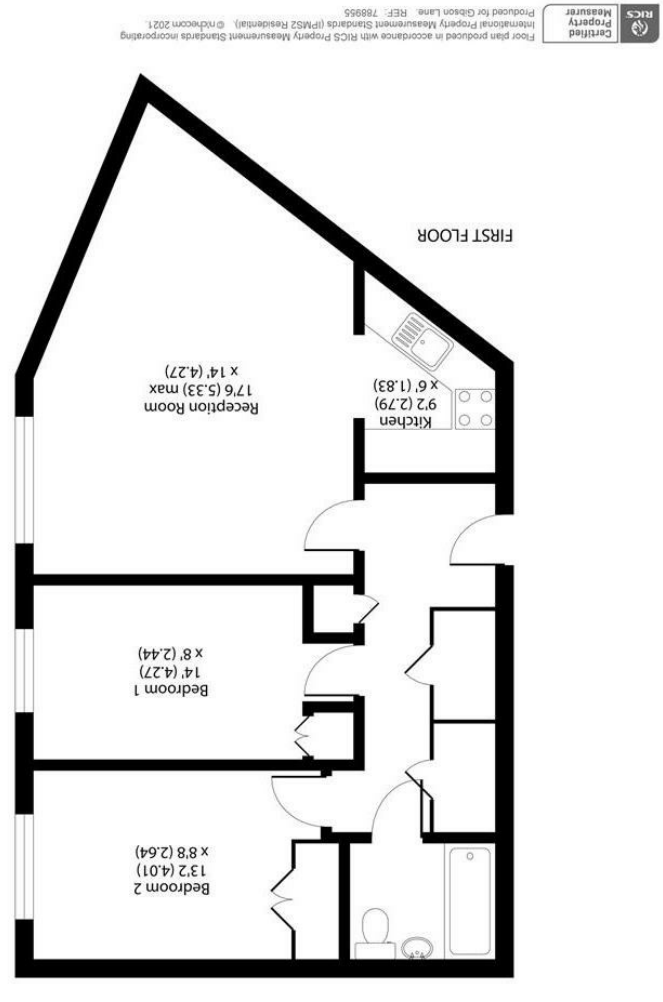 Bedroom 2
13'2 (4.01)
x 8'8 (2.64)
Bedroom 1
14' (4.27)
x 8' (2.44)
Kitchen
9'2 (2.79)
x 6' (1.83)
Reception Room
17'6 (5.33) max
x 14' (4.27)
FIRST FLOOR
RICS
Certified
Property
Measurer
Floor plan produced in accordance with RICS Property Measurement Standards incorporating
International Property Measurement Standards (IPMS2 Residential). © nichecom 2021.
Produced for Gibson Lane. REF: 788955